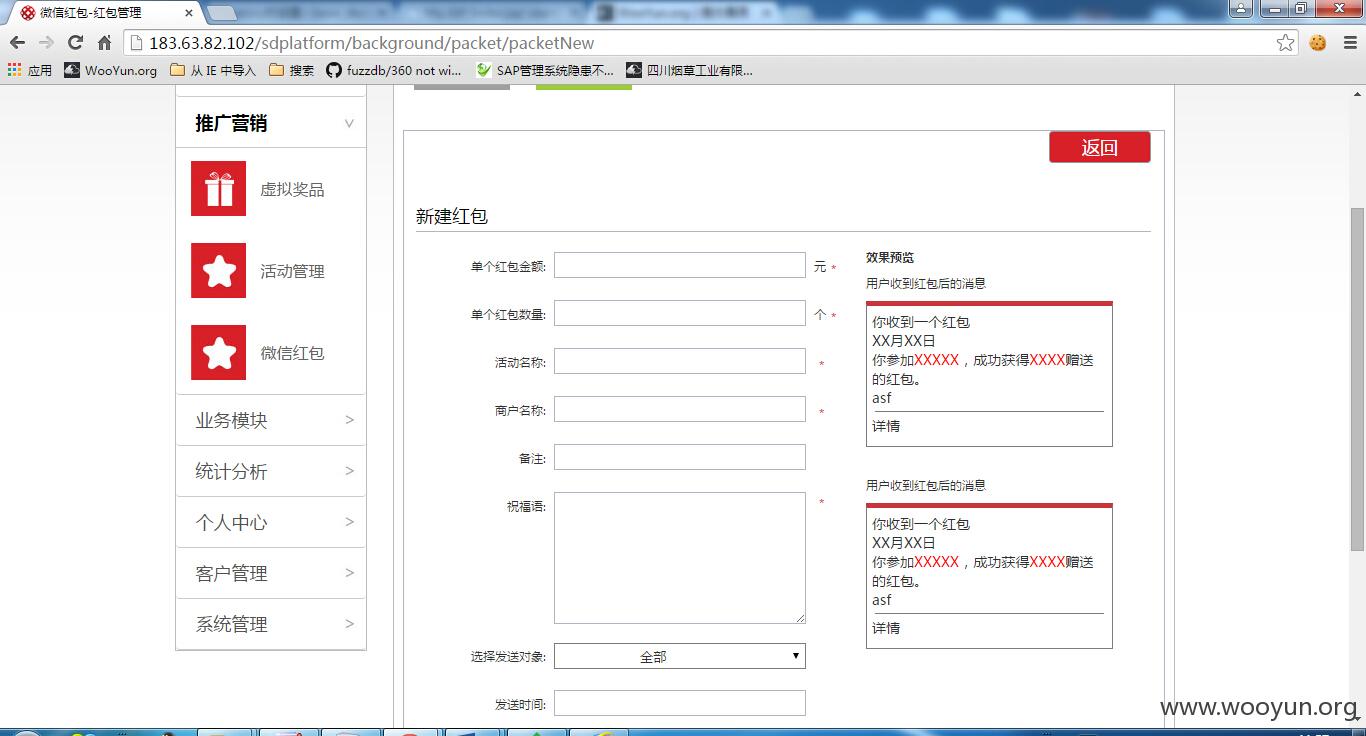 微信红包-红包管理
183.63.82.102/sdplatform/background/packet/packetNew
应用 WooYun.org 从 IE 中导入 搜索 fuzzdb/360 not wi... SAP管理系统隐患不... 四川烟草工业有限...
推广营销
虚拟奖品
活动管理
微信红包
业务模块 >
统计分析 >
个人中心 >
客户管理 >
系统管理 >
返回
新建红包
单个红包金额: 元 *
单个红包数量: 个 *
活动名称: *
商户名称: *
备注:
祝福语: *
选择发送对象: 全部
发送时间:
效果预览
用户收到红包后的消息
你收到一个红包
XX月XX日
你参加XXXXX，成功获得XXXX赠送
的红包。
asf
详情
用户收到红包后的消息
你收到一个红包
XX月XX日
你参加XXXXX，成功获得XXXX赠送
的红包。
asf
详情
www.wooyun.org